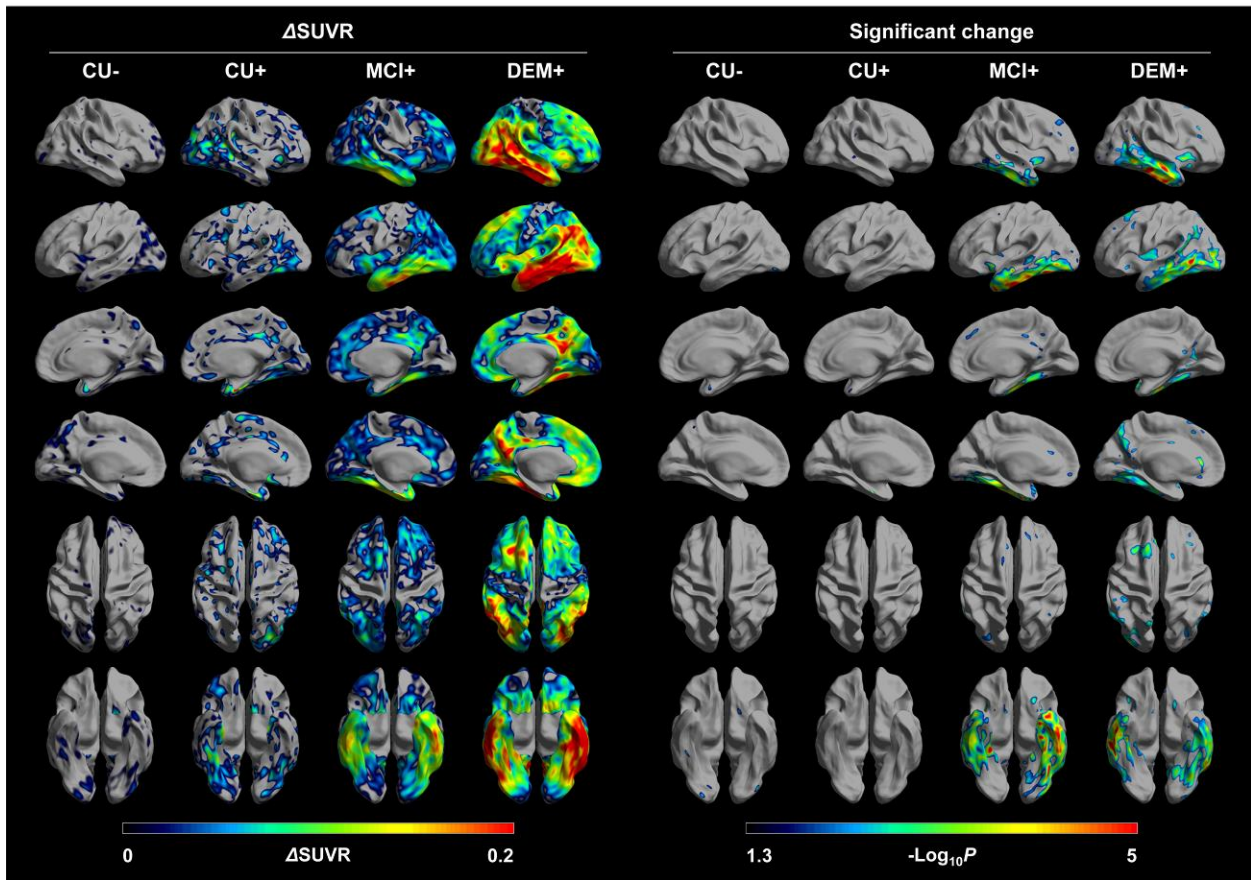 ΔSUVR Significant change
CU- CU+ MCI+ DEM+ CU- CU+ MCI+ DEM+
0 ΔSUVR 0.2 1.3 -Log₁₀P 5